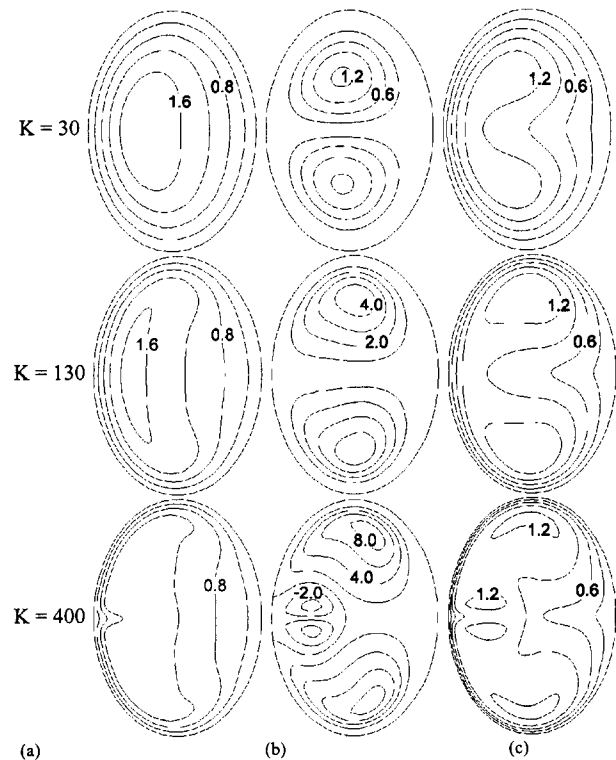 1.6 0.8 1.2 0.6 1.2 0.6
K = 30
1.6 0.8 4.0 2.0 1.2 0.6
K = 130
0.8 8.0 4.0 -2.0 1.2 1.2 0.6
K = 400
(a) (b) (c)